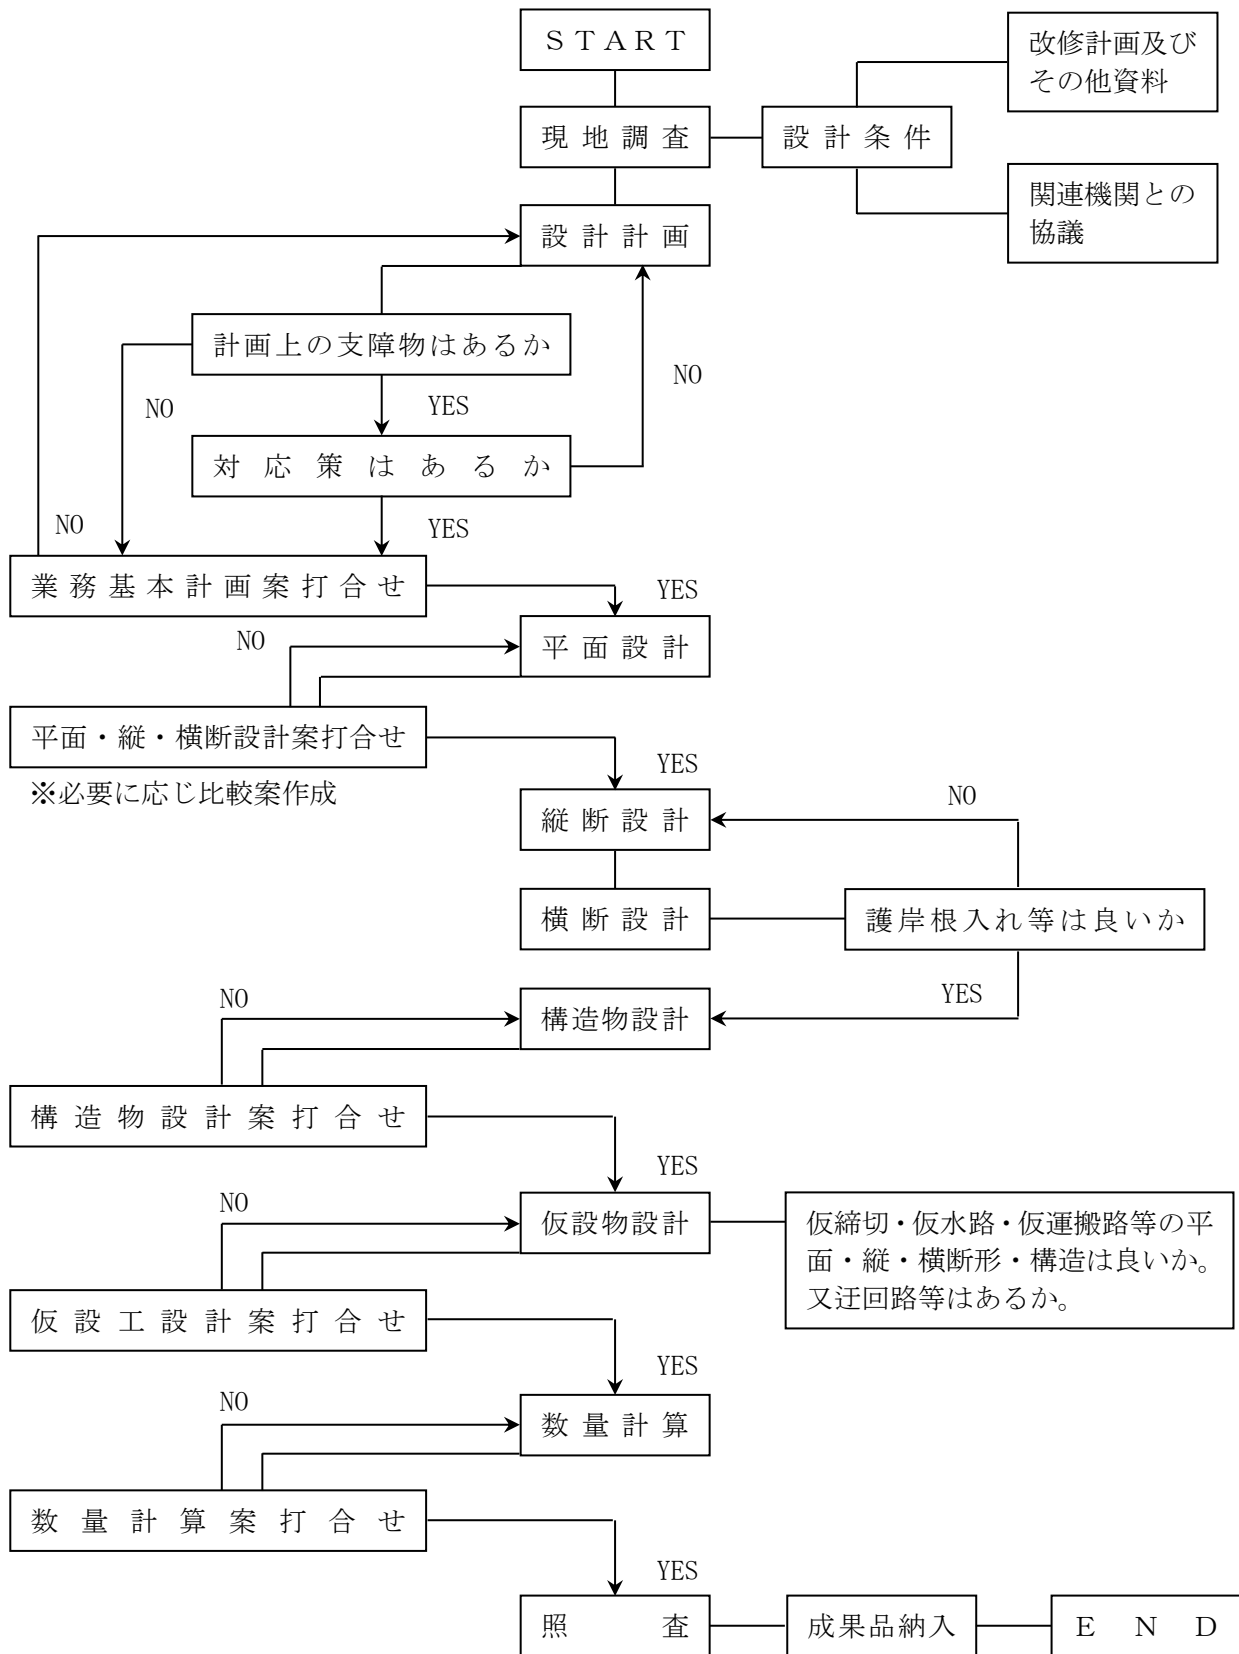 START
改修計画及び
その他資料
現地調査
設計条件
関連機関との
協議
設計計画
計画上の支障物はあるか
NO
NO
YES
対応策はあるか
NO
YES
業務基本計画案打合せ
YES
NO
平面設計
平面・縦・横断設計案打合せ
YES
※必要に応じ比較案作成
NO
縦断設計
横断設計
護岸根入れ等は良いか
NO
YES
構造物設計
構造物設計案打合せ
YES
NO
仮設物設計
仮締切・仮水路・仮運搬路等の平
面・縦・横断形・構造は良いか。
又迂回路等はあるか。
仮設工設計案打合せ
YES
NO
数量計算
数量計算案打合せ
YES
照査
成果品納入
END